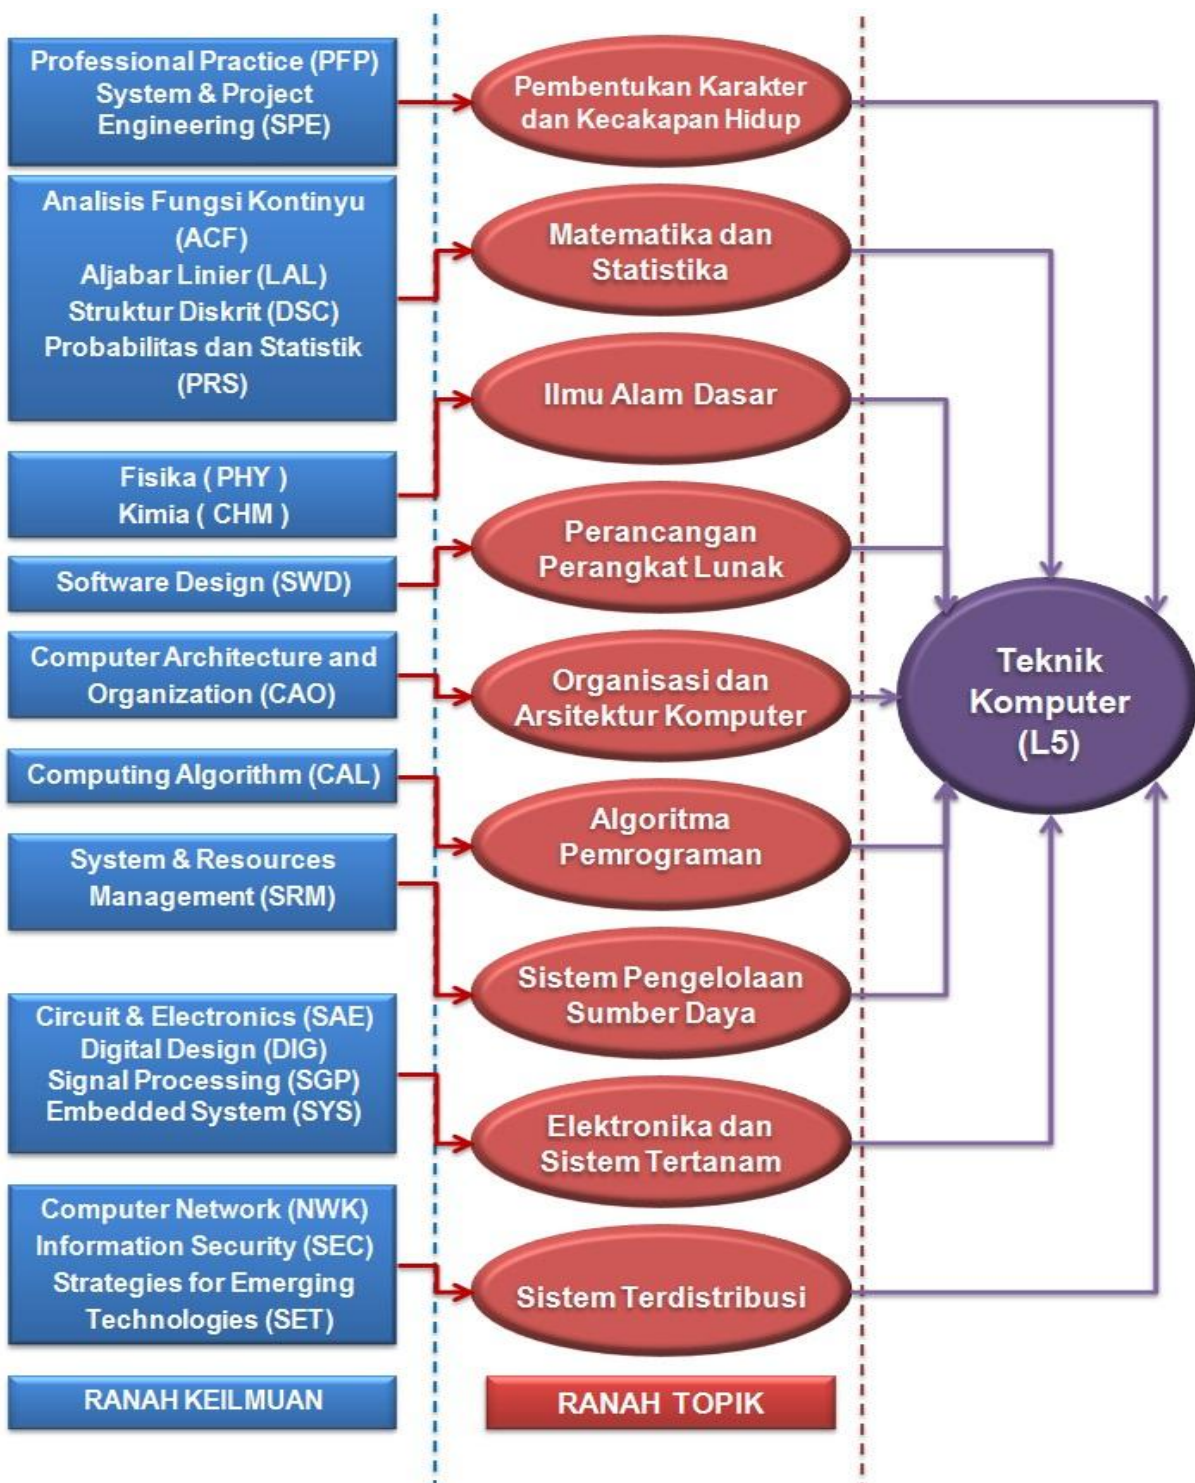 Professional Practice (PFP)
System & Project
Engineering (SPE)
Analisis Fungsi Kontinyu
(ACF)
Aljabar Linier (LAL)
Struktur Diskrit (DSC)
Probabilitas dan Statistik
(PRS)
Fisika ( PHY )
Kimia ( CHM )
Software Design (SWD)
Computer Architecture and
Organization (CAO)
Computing Algorithm (CAL)
System & Resources
Management (SRM)
Circuit & Electronics (SAE)
Digital Design (DIG)
Signal Processing (SGP)
Embedded System (SYS)
Computer Network (NWK)
Information Security (SEC)
Strategies for Emerging
Technologies (SET)
RANAH KEILMUAN
Pembentukan Karakter
dan Kecakapan Hidup
Matematika dan
Statistika
Ilmu Alam Dasar
Perancangan
Perangkat Lunak
Organisasi dan
Arsitektur Komputer
Algoritma
Pemrograman
Sistem Pengelolaan
Sumber Daya
Elektronika dan
Sistem Tertanam
Sistem Terdistribusi
RANAH TOPIK
Teknik
Komputer
(L5)